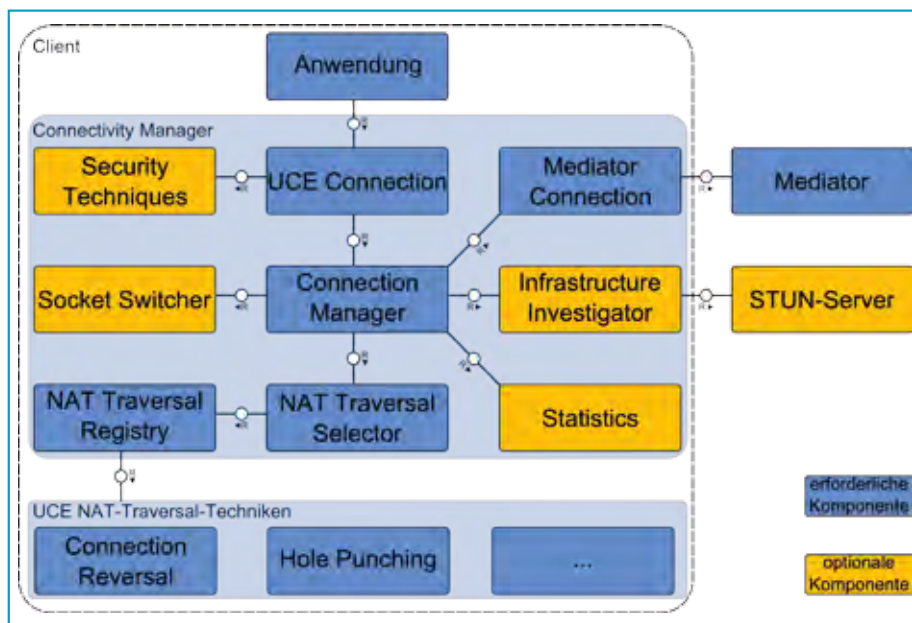 Client
Anwendung
Connectivity Manager
Security
Techniques
UCE Connection
Mediator
Connection
Mediator
Socket Switcher
Connection
Manager
Infrastructure
Investigator
STUN-Server
NAT Traversal
Registry
NAT Traversal
Selector
Statistics
erforderliche
Komponente
UCE NAT-Traversal-Techniken
Connection
Reversal
Hole Punching
...
optionale
Komponente